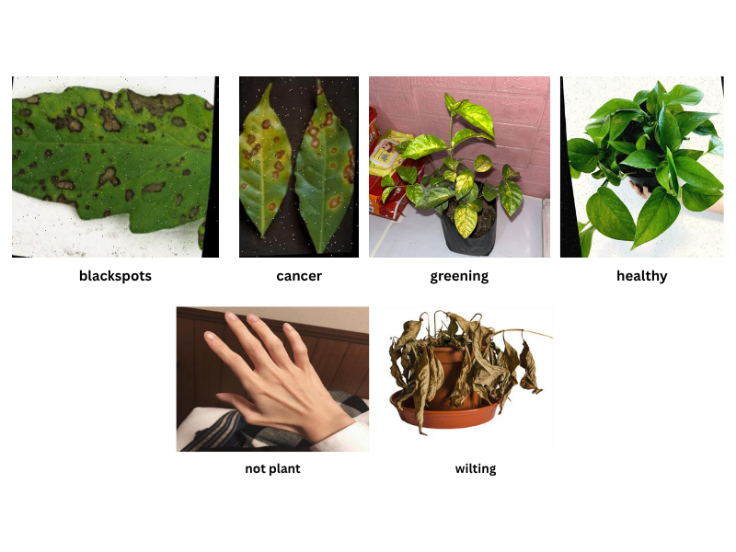 blackspots
cancer
greening
healthy
not plant
wilting